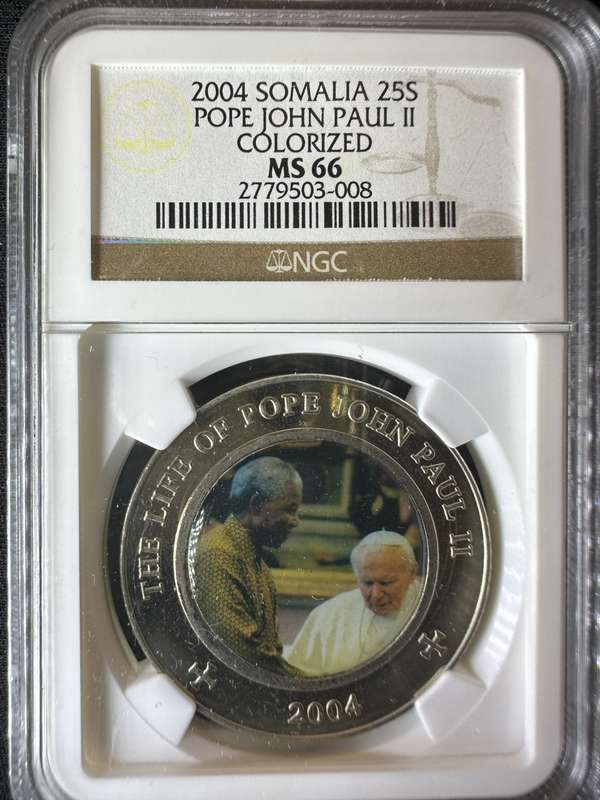 2004 SOMALIA 25S
POPE JOHN PAUL II
COLORIZED
MS 66
2779503-008
NGC
THE LIFE OF POPE JOHN PAUL II
2004